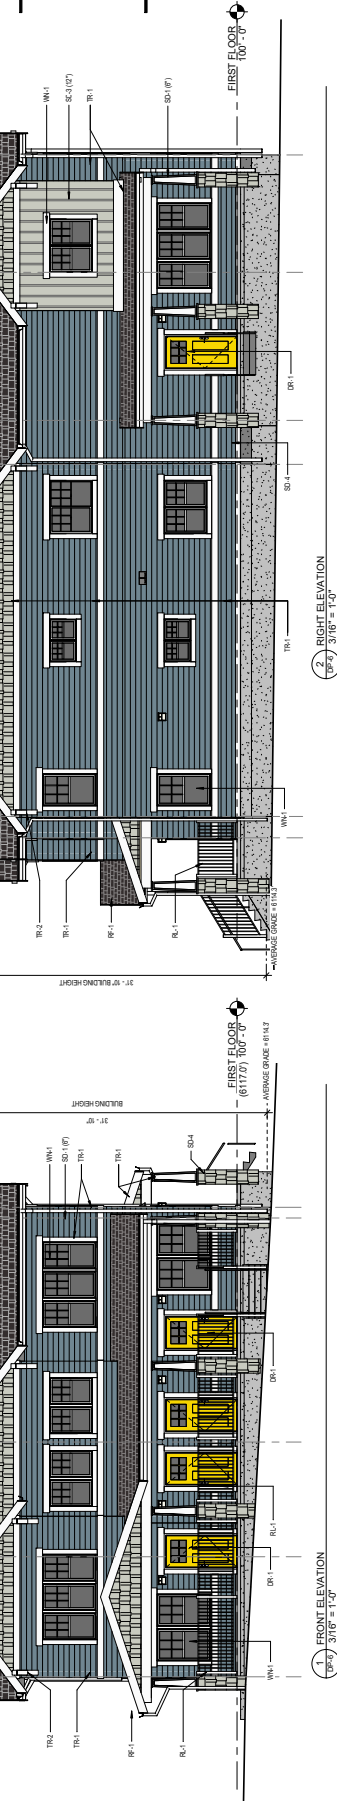 WN-1
SD-3 (12")
TR-1
SD-1 (6")
FIRST FLOOR
100' - 0"
DR-1
SD-4
TR-1
WN-1
TR-2
TR-1
RF-1
RL-1
AVERAGE GRADE = 6114.3'
31' - 10" BUILDING HEIGHT
2
DP-6
RIGHT ELEVATION
3/16" = 1'-0"
FIRST FLOOR
(6117.0') 100' - 0"
AVERAGE GRADE = 6114.3'
BUILDING HEIGHT
31' - 10"
WN-1
SD-1 (6")
TR-1
TR-1
SD-4
DR-1
RL-1
DR-1
WN-1
TR-2
TR-1
RF-1
RL-1
1
DP-6
FRONT ELEVATION
3/16" = 1'-0"